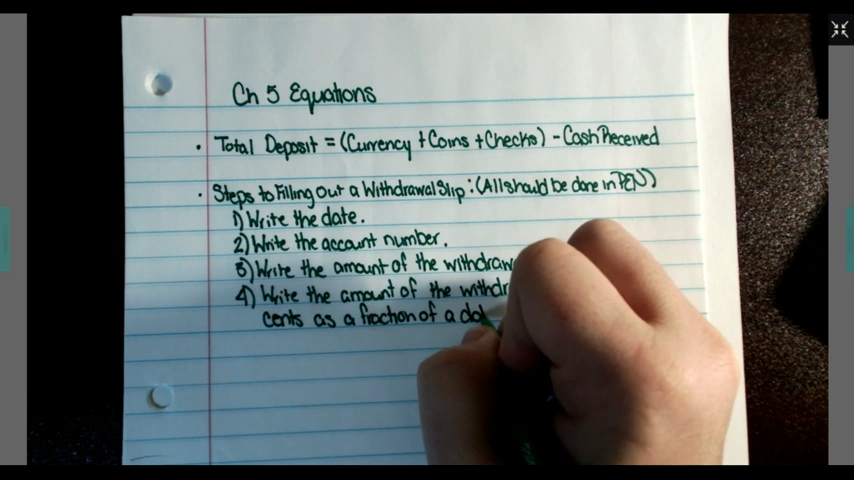 Ch 5 Equations
• Total Deposit = (Currency + Coins + Checks) - Cash Received
• Steps to Filling Out a Withdrawal Slip: (All should be done in PEN)
1) Write the date.
2) Write the account number.
3) Write the amount of the
4) Write the amount of the
cents as a fraction of a